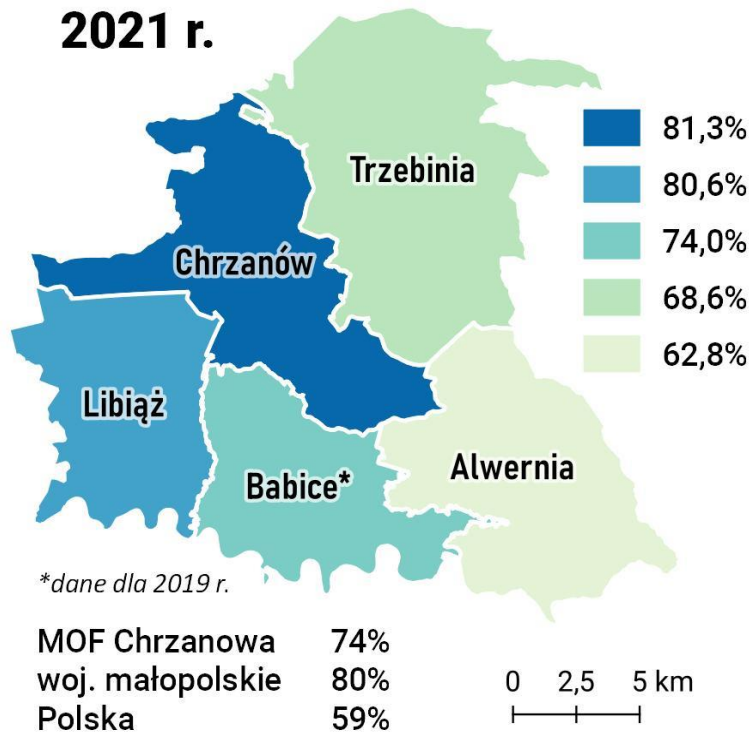 2021 r.
Trzebinia
81,3%
80,6%
74,0%
68,6%
62,8%
Chrzanów
Libiąż
Babice*
Alwernia
*dane dla 2019 r.
MOF Chrzanowa 74%
woj. małopolskie 80%
Polska 59%
0 2,5 5 km